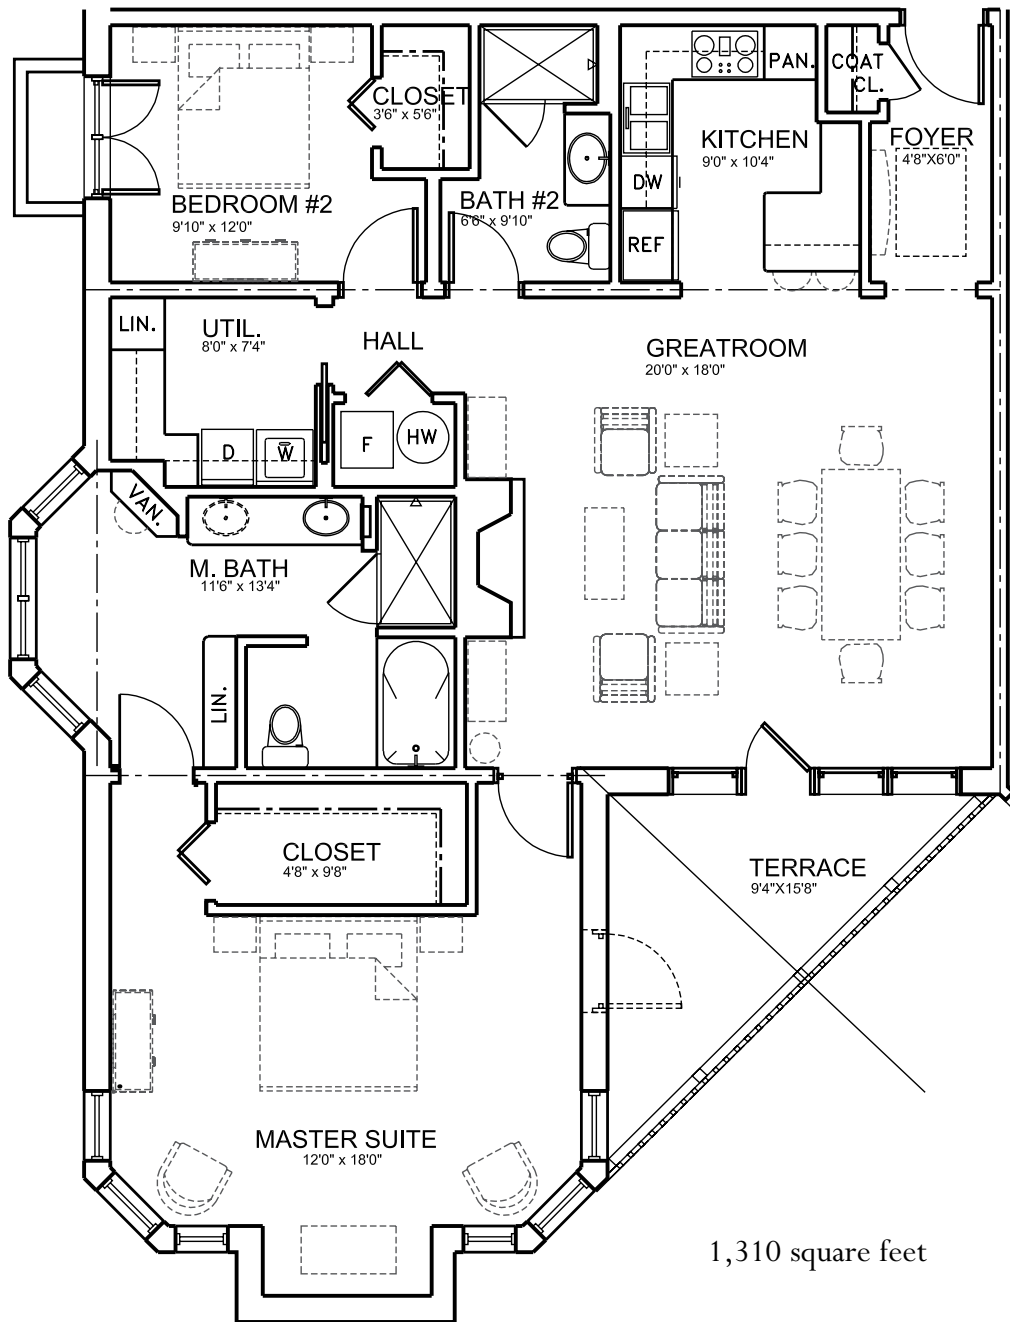 PAN.
COAT
CL.
CLOSET
3'6" x 5'6"
KITCHEN
9'0" x 10'4"
FOYER
4'8"X6'0"
DW
BEDROOM #2
9'10" x 12'0"
BATH #2
6'6" x 9'10"
REF
LIN.
UTIL.
8'0" x 7'4"
HALL
GREATROOM
20'0" x 18'0"
D
W
F
HW
VAN.
M. BATH
11'6" x 13'4"
LIN.
CLOSET
4'8" x 9'8"
TERRACE
9'4"X15'8"
MASTER SUITE
12'0" x 18'0"
1,310 square feet